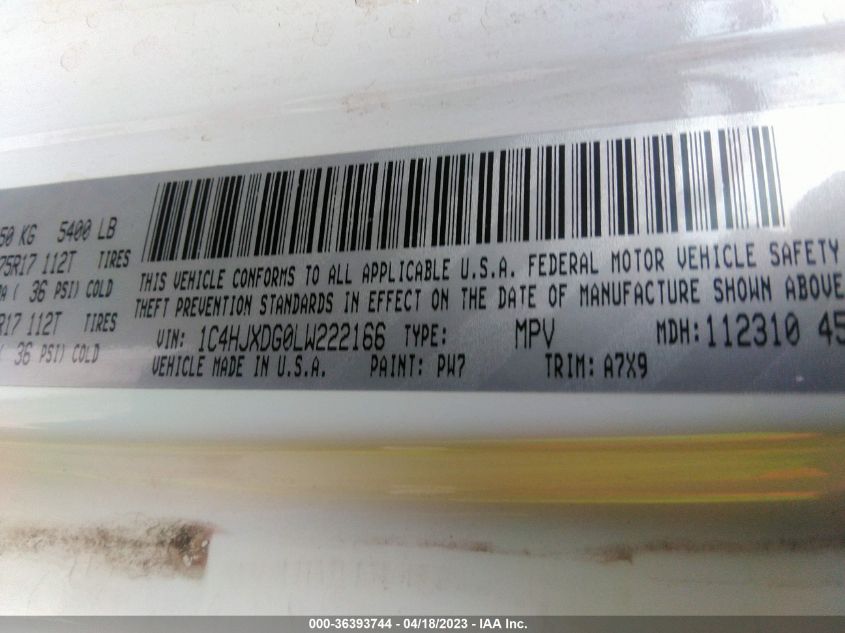 50 KG 5400 LB
75R17 112T TIRES
36 PSI) COLD
R17 112T TIRES
( 36 PSI) COLD
THIS VEHICLE CONFORMS TO ALL APPLICABLE U.S.A. FEDERAL MOTOR VEHICLE SAFETY
THEFT PREVENTION STANDARDS IN EFFECT ON THE DATE OF MANUFACTURE SHOWN ABOVE
VIN: 1C4HJXDG0LW222166 TYPE: MPV MDH:112310 45
VEHICLE MADE IN U.S.A. PAINT: PW7 TRIM: A7X9
000-36393744 - 04/18/2023 - IAA Inc.